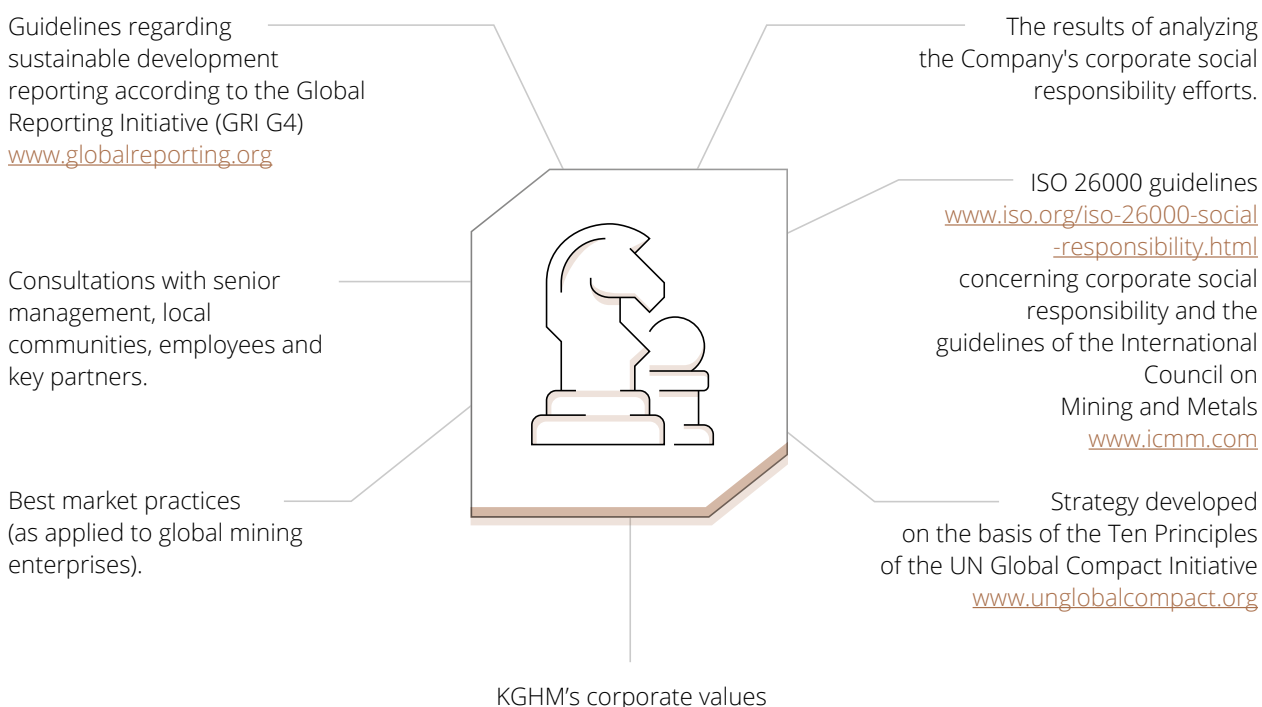 Guidelines regarding
sustainable development
reporting according to the Global
Reporting Initiative (GRI G4)
www.globalreporting.org
Consultations with senior
management, local
communities, employees and
key partners.
Best market practices
(as applied to global mining
enterprises).
The results of analyzing
the Company's corporate social
responsibility efforts.
ISO 26000 guidelines
www.iso.org/iso-26000-social
-responsibility.html
concerning corporate social
responsibility and the
guidelines of the International
Council on
Mining and Metals
www.icmm.com
Strategy developed
on the basis of the Ten Principles
of the UN Global Compact Initiative
www.unglobalcompact.org
KGHM’s corporate values